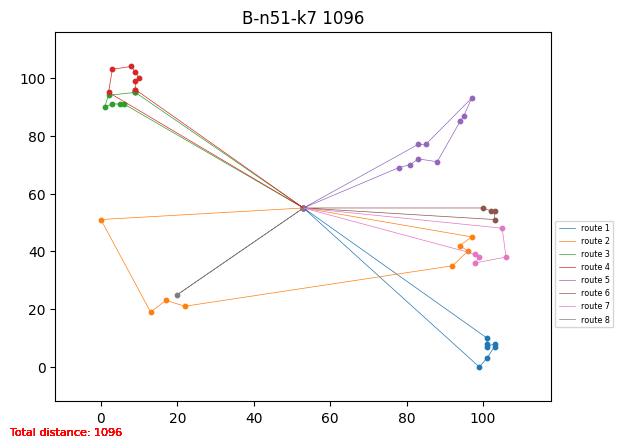 B-n51-k7 1096
100
80
60
40
20
0
0 20 40 60 80 100
route 1
route 2
route 3
route 4
route 5
route 6
route 7
route 8
Total distance: 1096